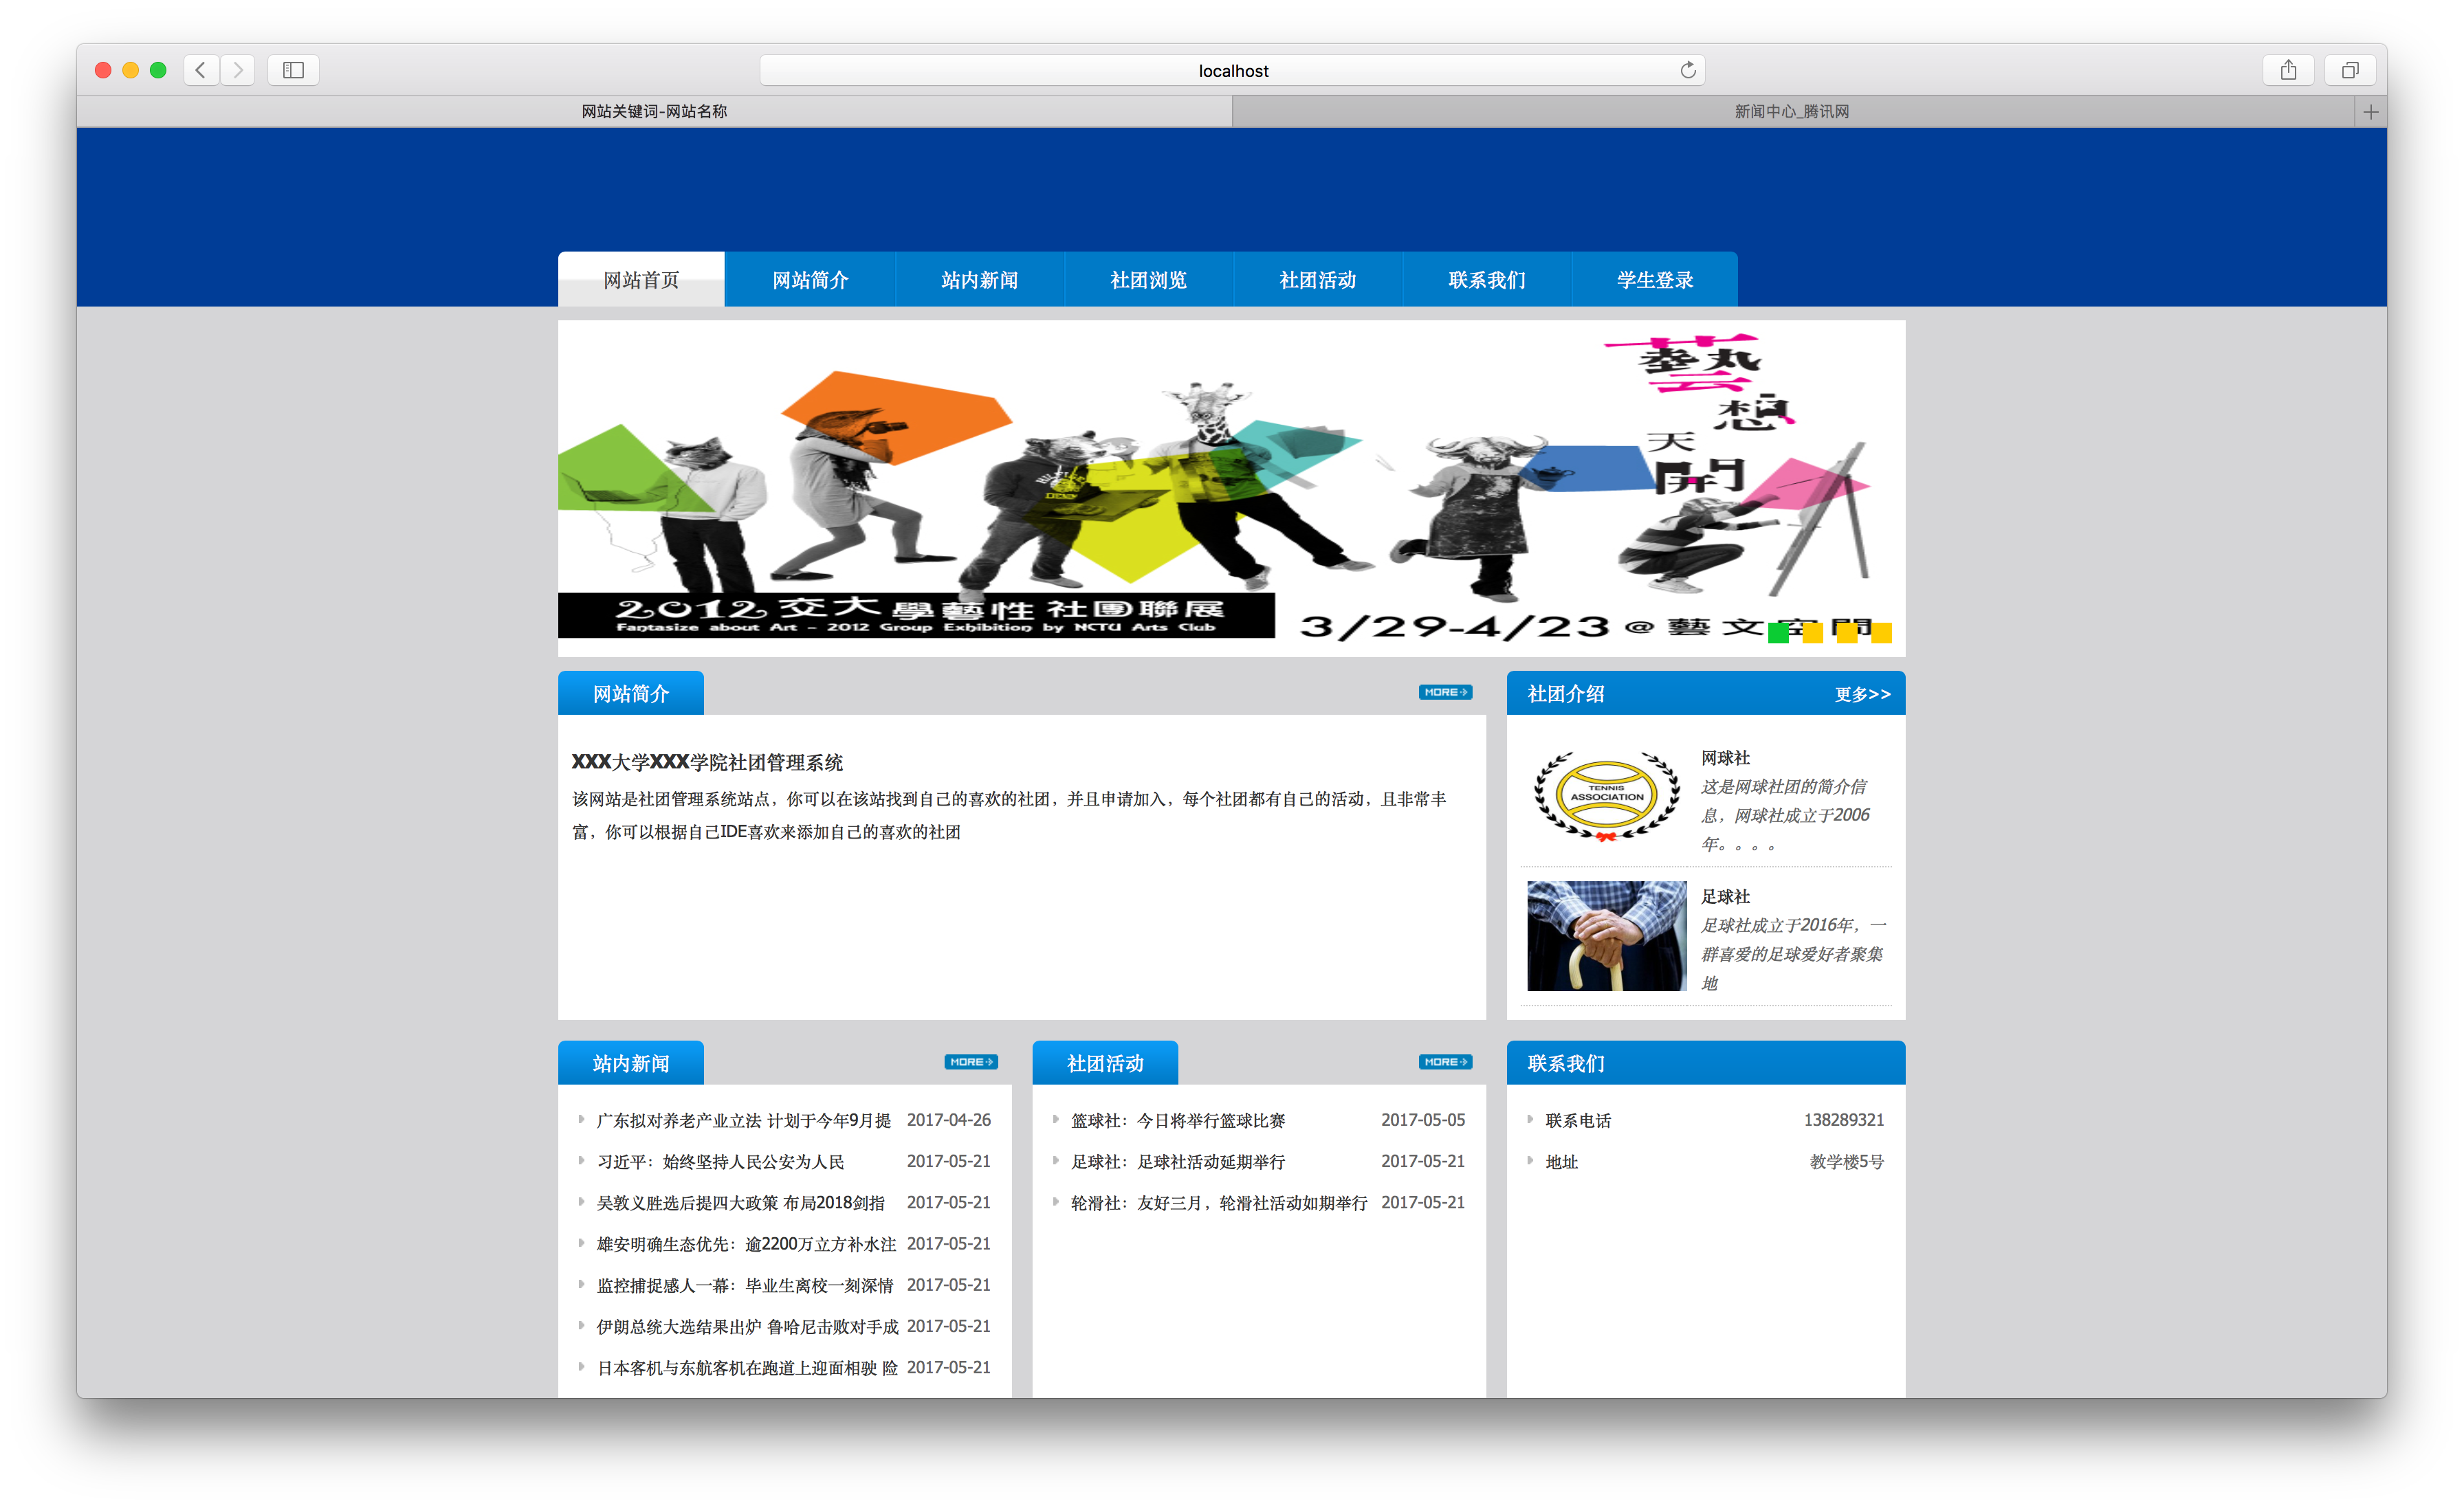 localhost
网站关键词-网站名称
新闻中心_腾讯网
网站首页 网站简介 站内新闻 社团浏览 社团活动 联系我们 学生登录
藝
想
天
開
2012 交大 學藝性 社團聯展
Fantasize about Art - 2012 Group Exhibition by NCTU Arts Club
3/29-4/23 @ 藝文空間
网站简介 MORE
XXX大学XXX学院社团管理系统
该网站是社团管理系统站点，你可以在该站找到自己的喜欢的社团，并且申请加入，每个社团都有自己的活动，且非常丰
富，你可以根据自己IDE喜欢来添加自己的喜欢的社团
社团介绍 更多>>
TENNIS
ASSOCIATION
网球社
这是网球社团的简介信
息，网球社成立于2006
年。。。。
足球社
足球社成立于2016年，一
群喜爱的足球爱好者聚集
地
站内新闻 MORE
广东拟对养老产业立法 计划于今年9月提 2017-04-26
习近平：始终坚持人民公安为人民 2017-05-21
吴敦义胜选后提四大政策 布局2018剑指 2017-05-21
雄安明确生态优先：逾2200万立方补水注 2017-05-21
监控捕捉感人一幕：毕业生离校一刻深情 2017-05-21
伊朗总统大选结果出炉 鲁哈尼击败对手成 2017-05-21
日本客机与东航客机在跑道上迎面相驶 险 2017-05-21
社团活动 MORE
篮球社：今日将举行篮球比赛 2017-05-05
足球社：足球社活动延期举行 2017-05-21
轮滑社：友好三月，轮滑社活动如期举行 2017-05-21
联系我们
联系电话 138289321
地址 教学楼5号